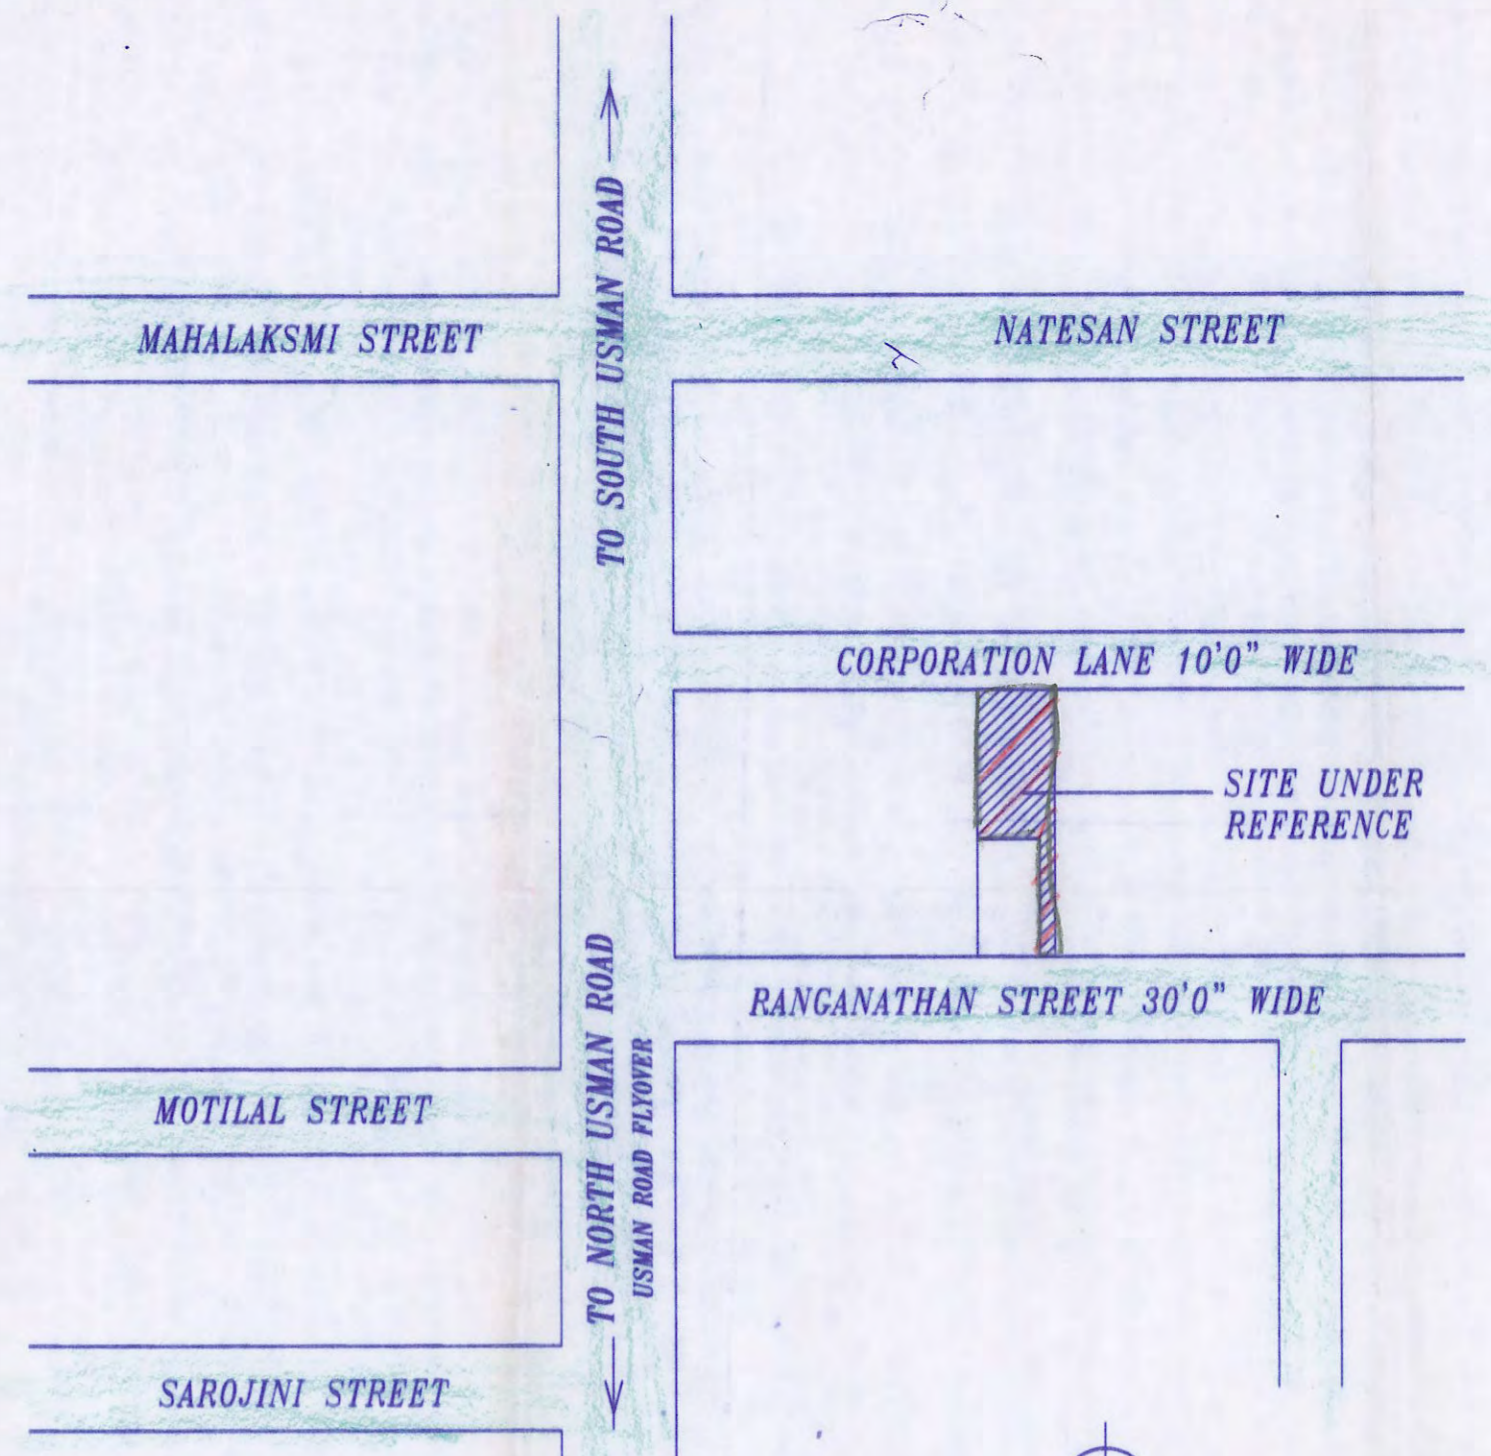 TO SOUTH USMAN ROAD
MAHALAKSMI STREET
NATESAN STREET
CORPORATION LANE 10'0" WIDE
SITE UNDER
REFERENCE
RANGANATHAN STREET 30'0" WIDE
TO NORTH USMAN ROAD
USMAN ROAD FLYOVER
MOTILAL STREET
SAROJINI STREET